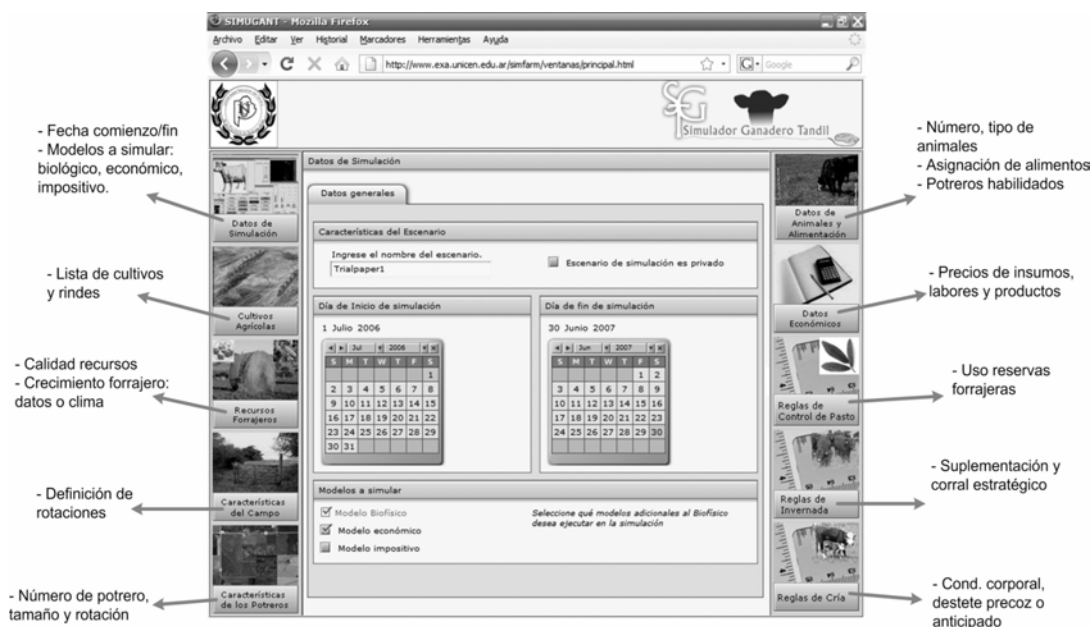 SIMUGANT - Mozilla Firefox
Archivo Editar Ver Historial Marcadores Herramientas Ayuda
http://www.exa.unicen.edu.ar/simfarm/ventanas/principal.html
G Google
SGT
Simulador Ganadero Tandil
- Fecha comienzo/fin
- Modelos a simular:
biológico, económico,
impositivo.
- Lista de cultivos
y rindes
- Calidad recursos
- Crecimiento forrajero:
datos o clima
- Definición de
rotaciones
- Número de potrero,
tamaño y rotación
Datos de
Simulación
Cultivos
Agrícolas
Recursos
Forrajeros
Características
del Campo
Características
de los Potreros
Datos de Simulación
Datos generales
Características del Escenario
Ingrese el nombre del escenario.
Trialpaper1
Escenario de simulación es privado
Día de Inicio de simulación
1 Julio 2006
Jul 2006
S M T W T F S
1
2 3 4 5 6 7 8
9 10 11 12 13 14 15
16 17 18 19 20 21 22
23 24 25 26 27 28 29
30 31
Día de fin de simulación
30 Junio 2007
Jun 2007
S M T W T F S
1 2
3 4 5 6 7 8 9
10 11 12 13 14 15 16
17 18 19 20 21 22 23
24 25 26 27 28 29 30
Modelos a simular
Modelo Biofísico
Modelo económico
Modelo impositivo
Seleccione qué modelos adicionales al Biofísico
desea ejecutar en la simulación
Datos de
Animales y
Alimentación
Datos
Económicos
Reglas de
Control de Pasto
Reglas de
Invernada
Reglas de Cría
- Número, tipo de
animales
- Asignación de alimentos
- Potreros habilidados
- Precios de insumos,
labores y productos
- Uso reservas
forrajeras
- Suplementación y
corral estratégico
- Cond. corporal,
destete precoz o
anticipado